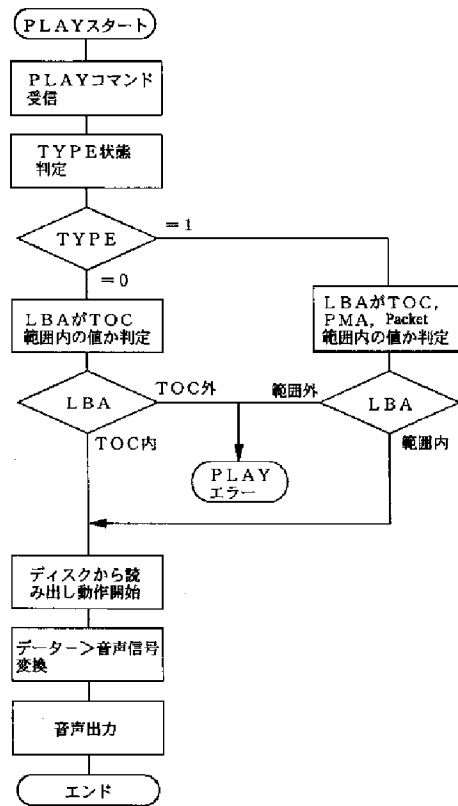 PLAYスタート
PLAYコマンド
受信
TYPE状態
判定
TYPE
=1
=0
LBAがTOC
範囲内の値か判定
LBAがTOC,
PMA, Packet
範囲内の値か判定
LBA
TOC外
範囲外
LBA
TOC内
範囲内
PLAY
エラー
ディスクから読
み出し動作開始
データー>音声信号
変換
音声出力
エンド